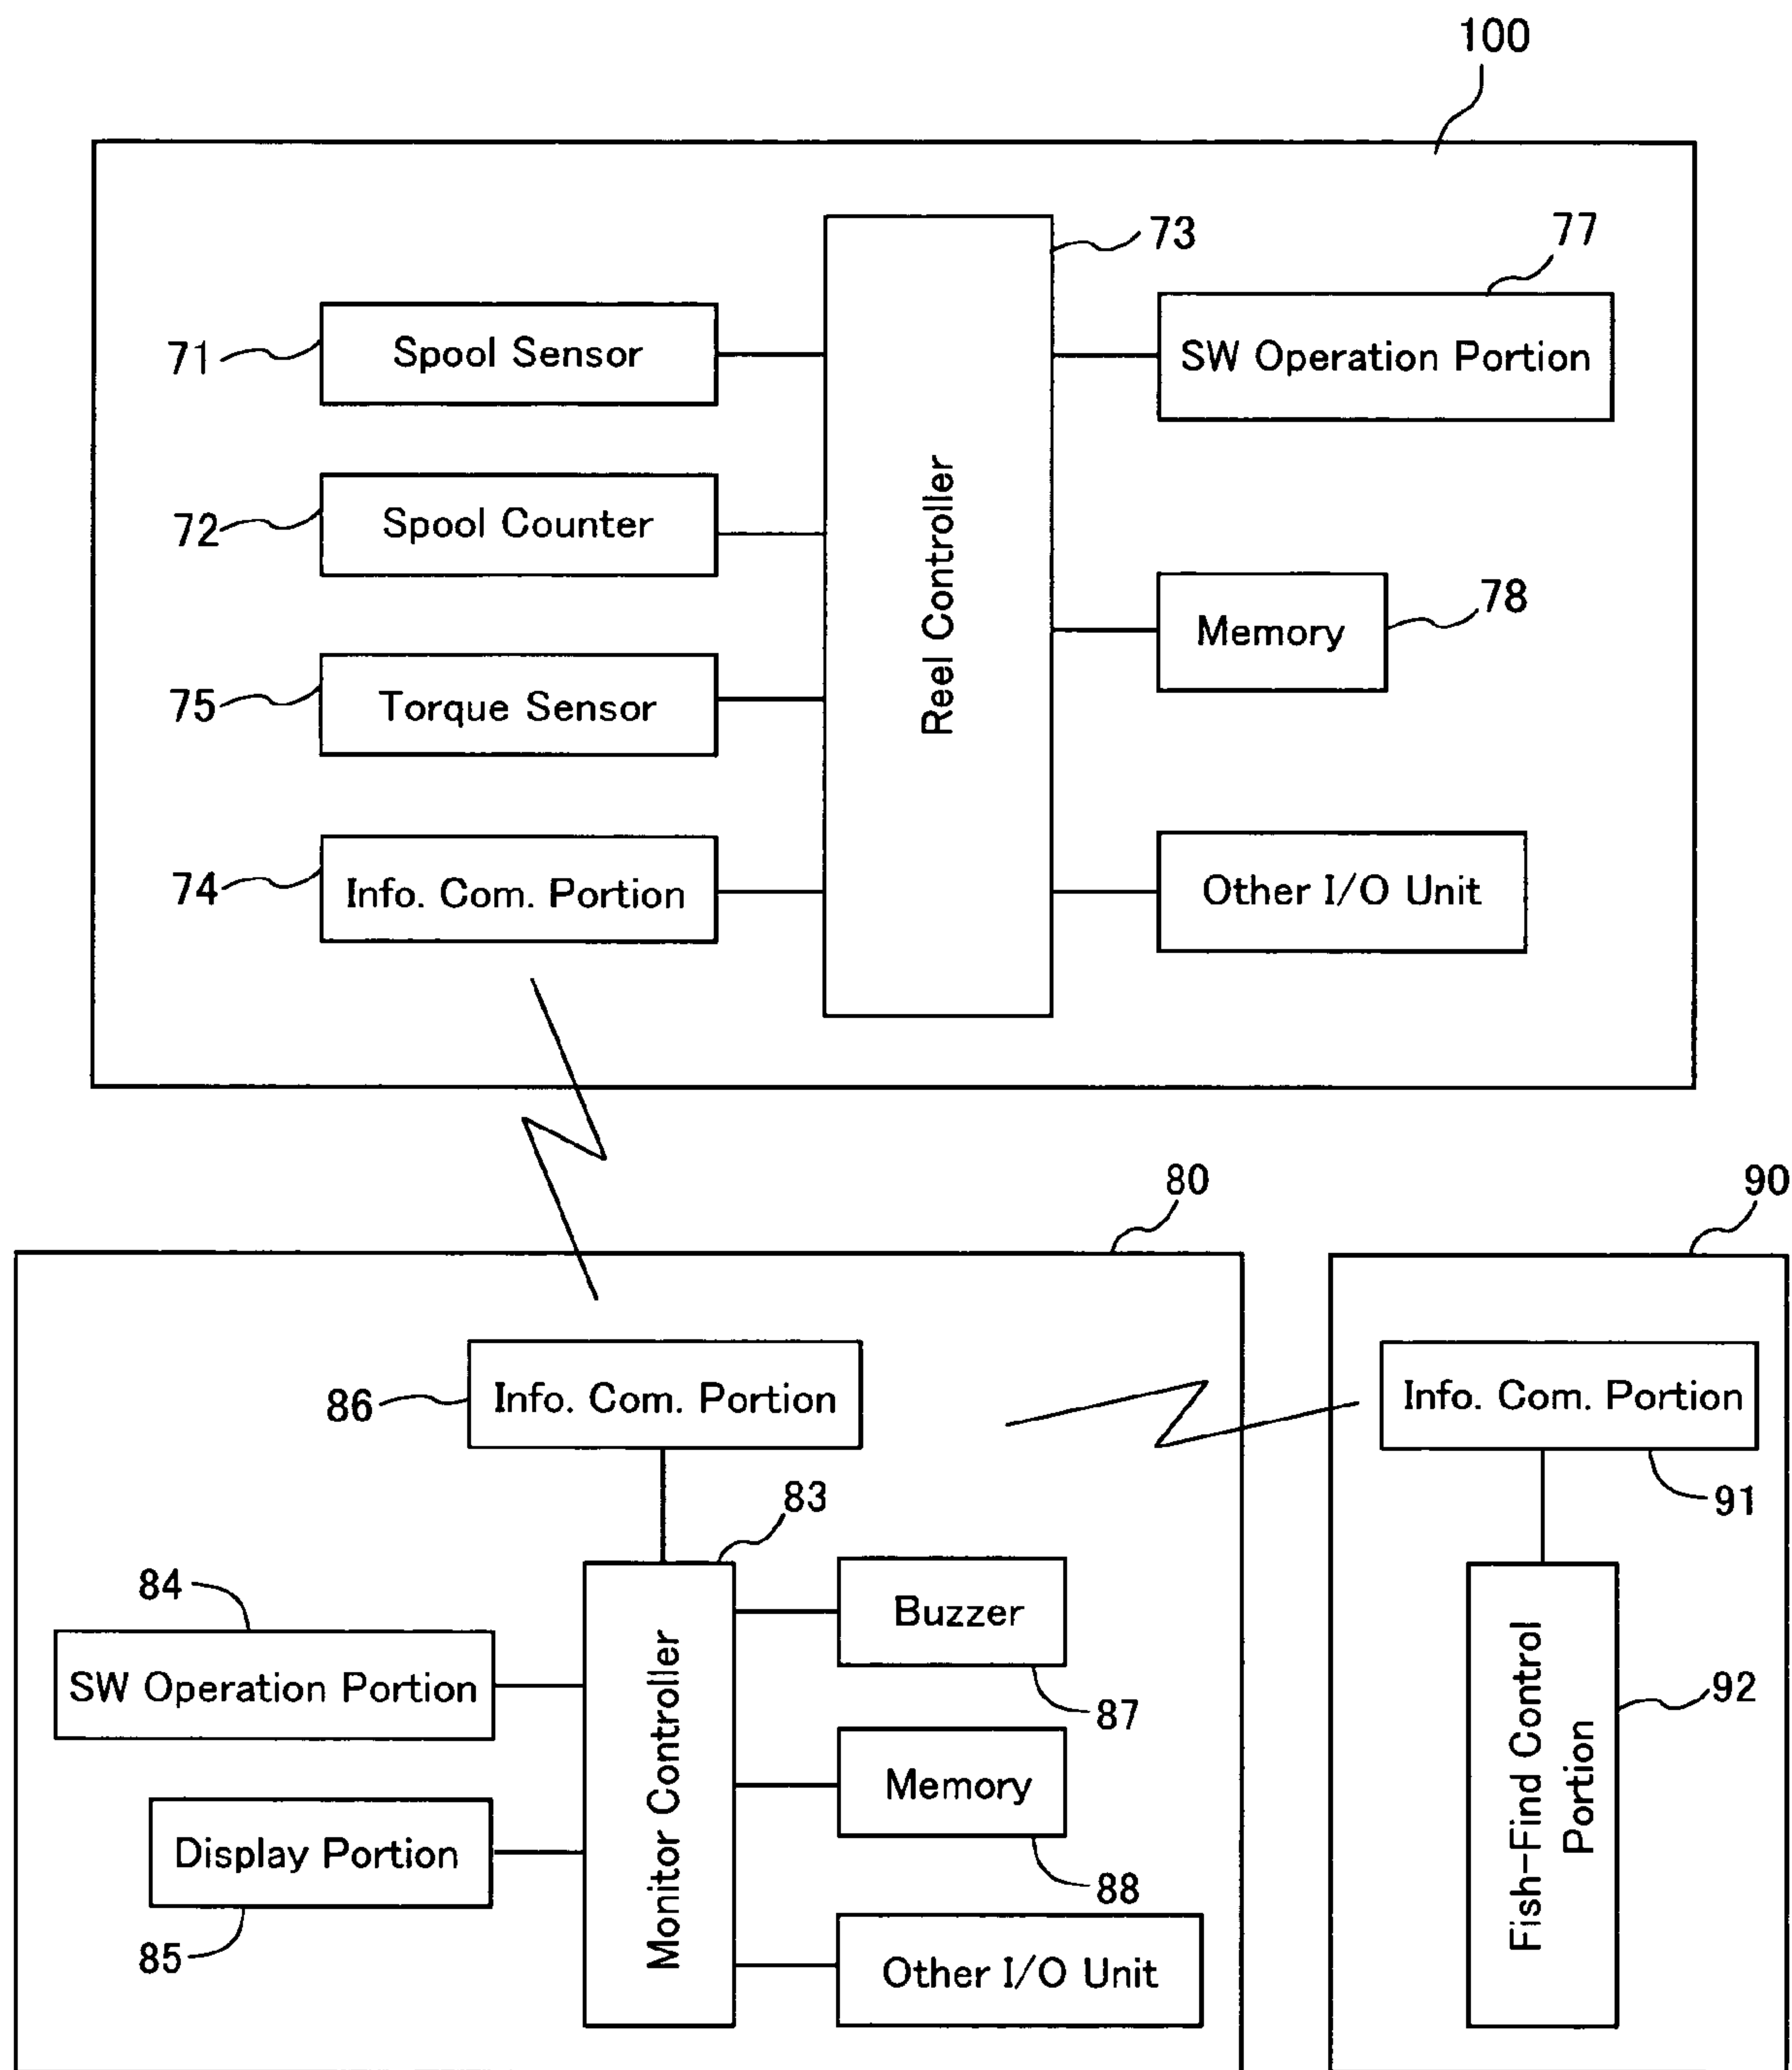 100
73
77
71
Spool Sensor
SW Operation Portion
72
Spool Counter
Reel Controller
Memory
78
75
Torque Sensor
74
Info. Com. Portion
Other I/O Unit
80
90
86
Info. Com. Portion
Info. Com. Portion
91
83
84
Buzzer
87
SW Operation Portion
Monitor Controller
Fish-Find Control
Portion
92
Memory
88
Display Portion
85
Other I/O Unit